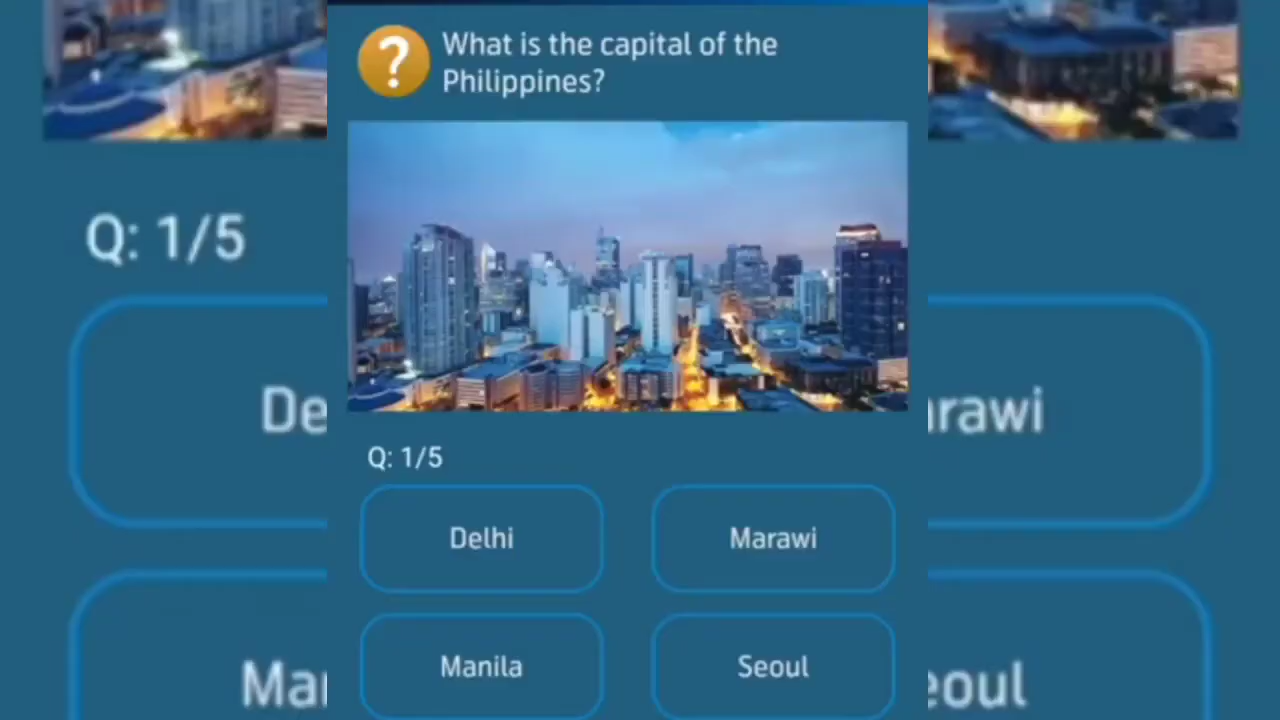 What is the capital of the
Philippines?
Q: 1/5
Q: 1/5
Delhi
Marawi
Manila
Seoul